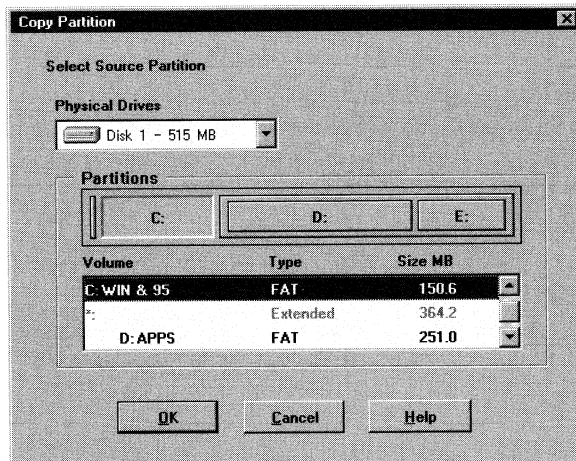 Copy Partition
Select Source Partition
Physical Drives
Disk 1 - 515 MB
Partitions
C: D: E:
Volume Type Size MB
C: WIN & 95 FAT 150.6
*: Extended 364.2
D: APPS FAT 251.0
OK Cancel Help